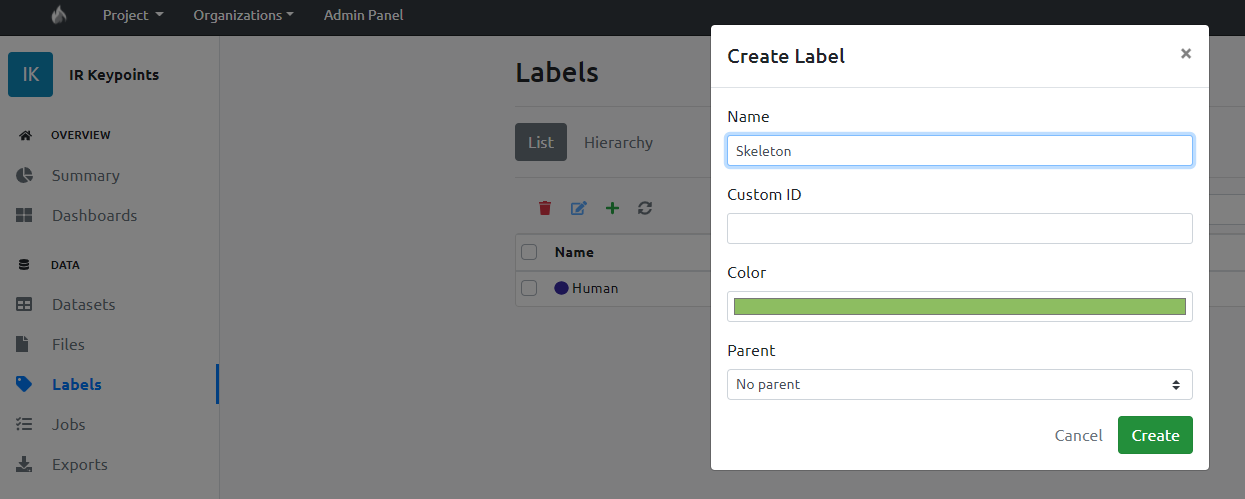 Project Organizations Admin Panel
IK IR Keypoints
OVERVIEW
Summary
Dashboards
DATA
Datasets
Files
Labels
Jobs
Exports
Labels
List Hierarchy
Name
Human
Create Label ×
Name
Skeleton
Custom ID
Color
Parent
No parent
Cancel Create